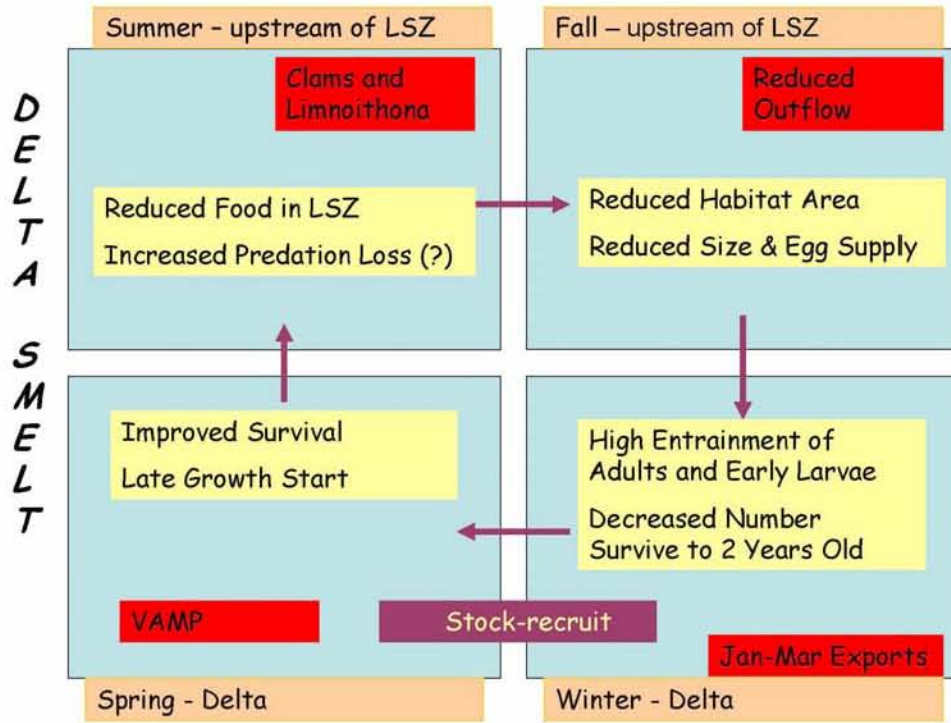 DELTA SMELT
Summer – upstream of LSZ
Clams and
Limnoithona
Reduced Food in LSZ
Increased Predation Loss (?)
Fall – upstream of LSZ
Reduced
Outflow
Reduced Habitat Area
Reduced Size & Egg Supply
Improved Survival
Late Growth Start
VAMP
Spring - Delta
High Entrainment of
Adults and Early Larvae
Decreased Number
Survive to 2 Years Old
Stock-recruit
Jan-Mar Exports
Winter - Delta